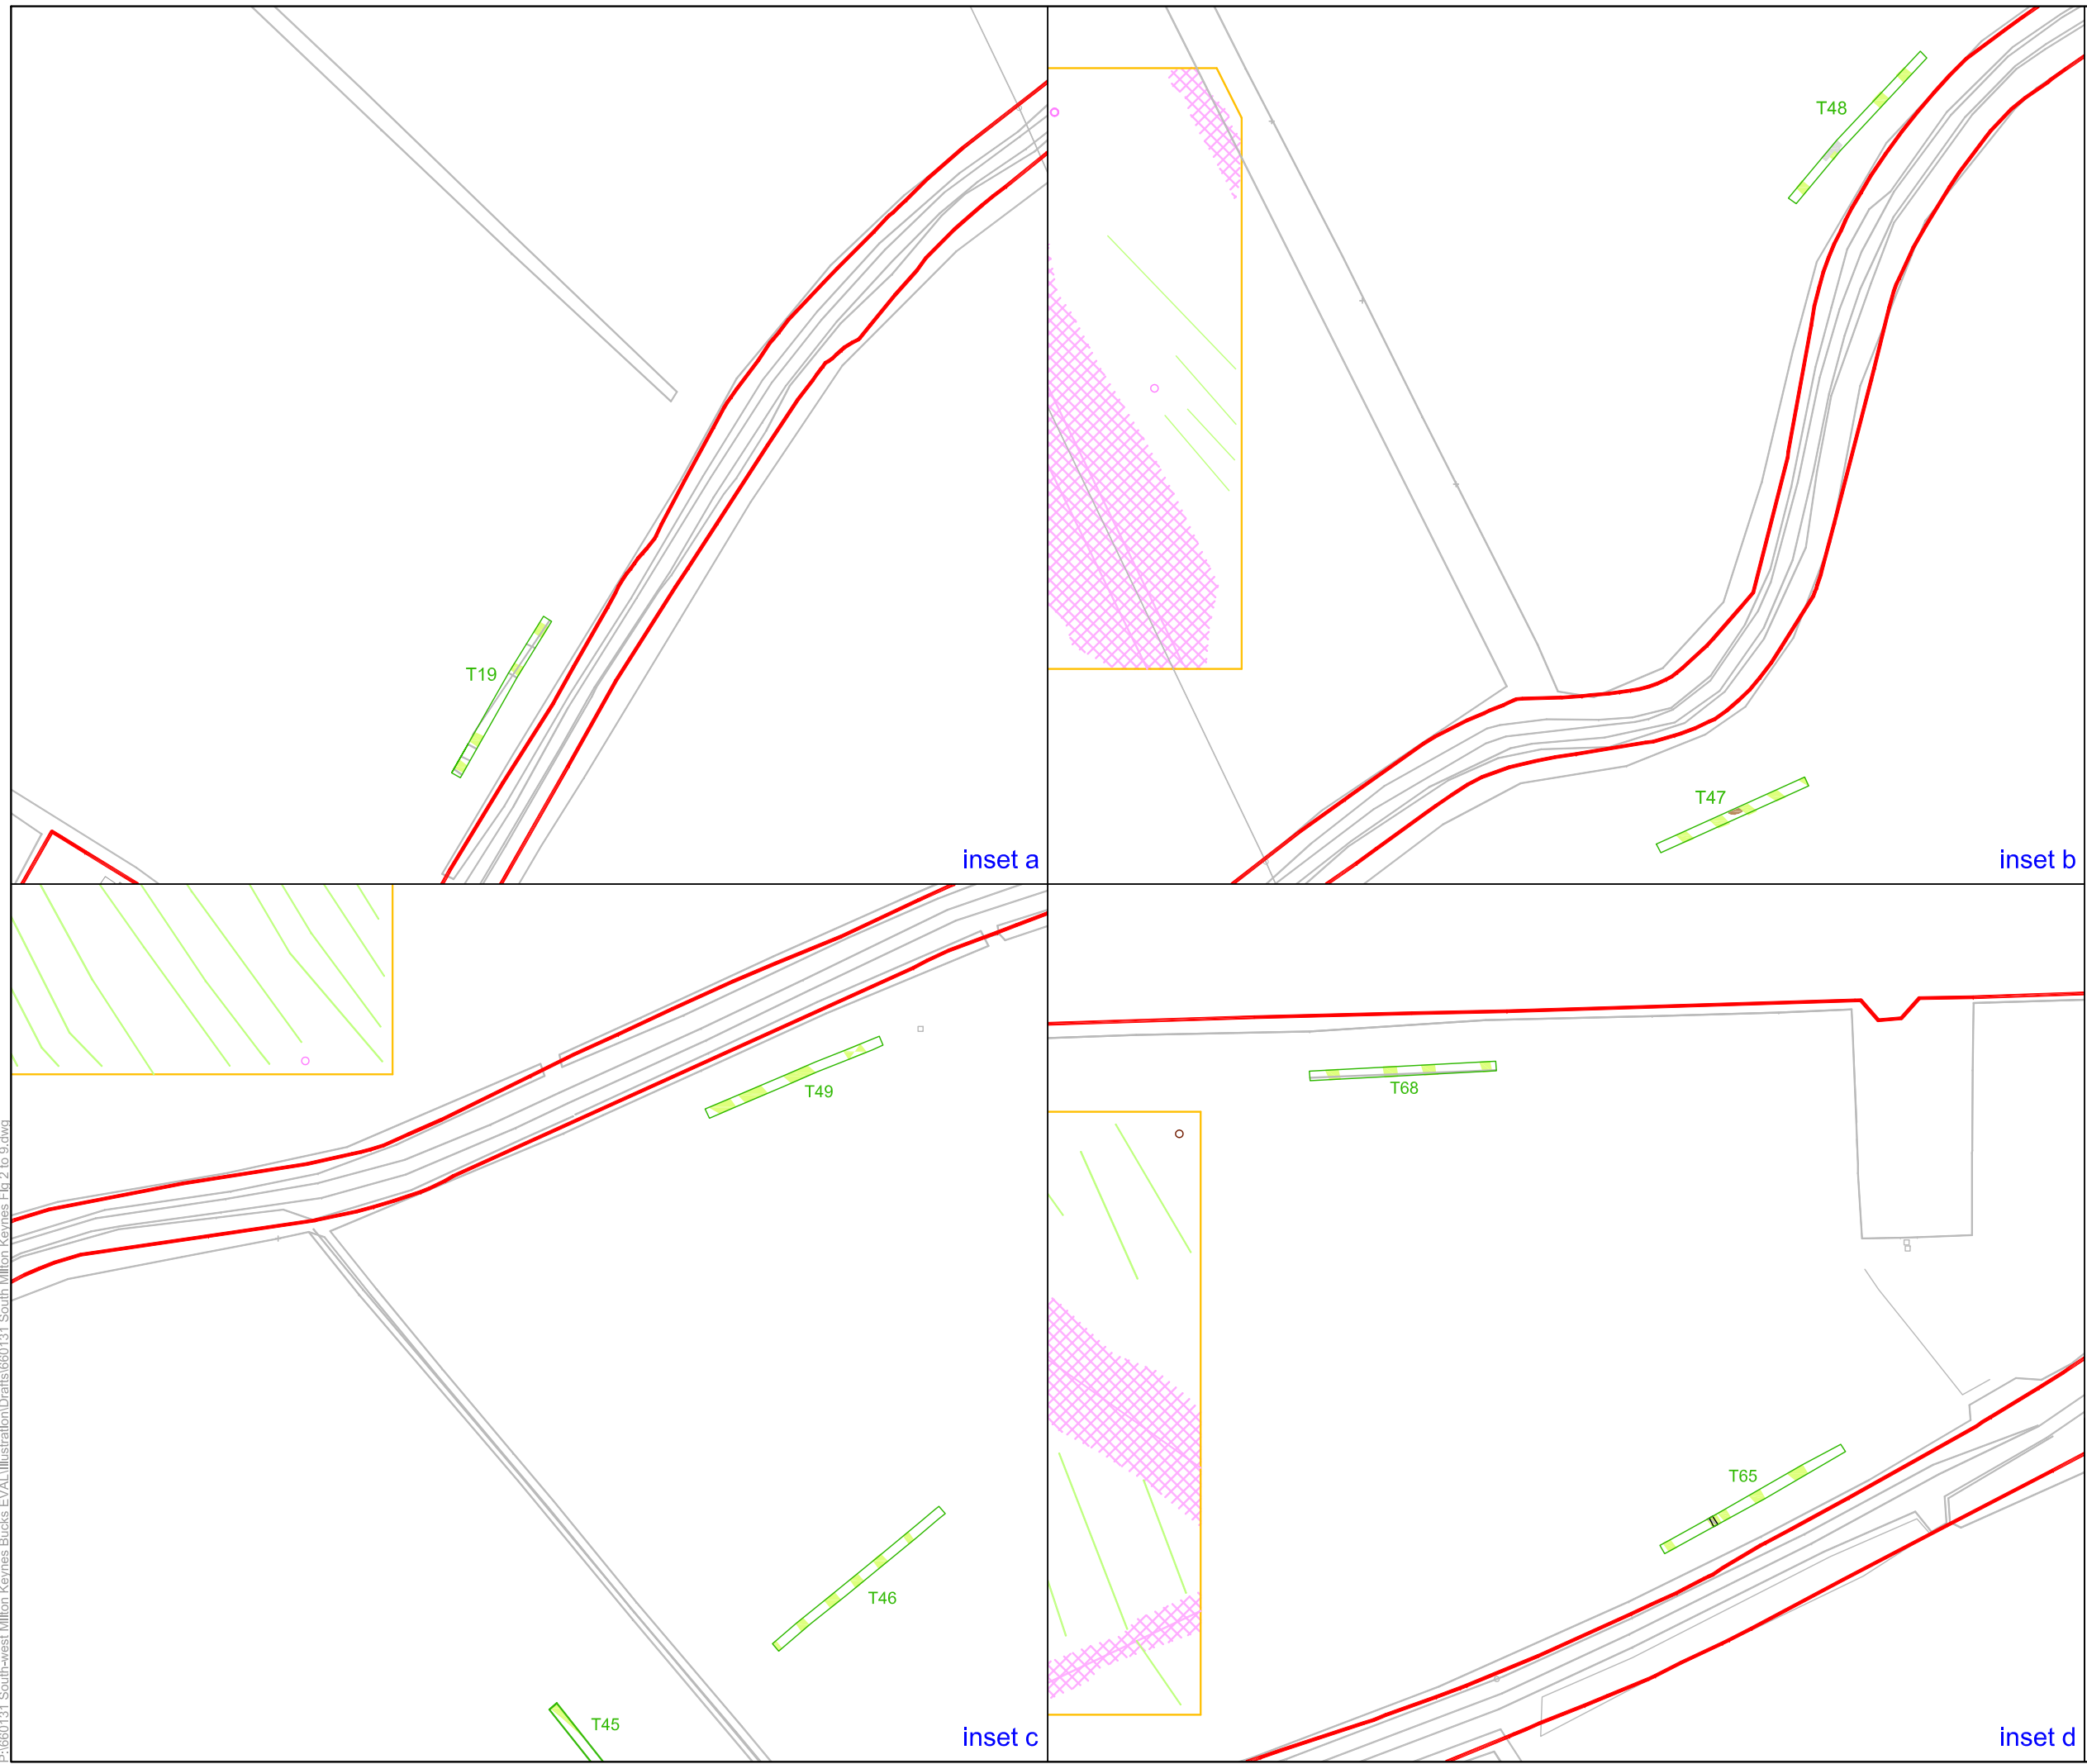 T19
inset a
T48
T47
inset b
T49
T46
T45
inset c
T68
T65
inset d
P:\660131 South-west Milton Keynes Bucks EVAL\Illustration\Drafts\660131 South Milton Keynes Fig 2 to 9.dwg